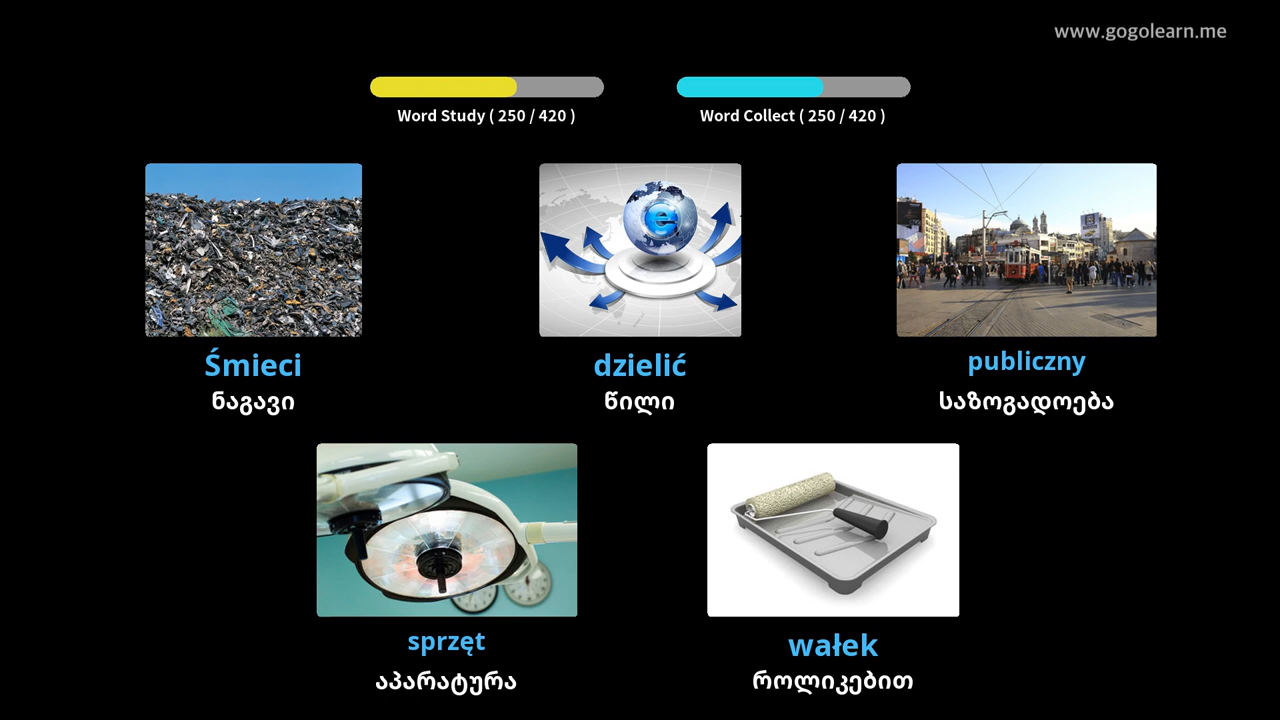 www.gogolearn.me
Word Study ( 250 / 420 )
Word Collect ( 250 / 420 )
e
Śmieci
ნაგავი
dzielić
წილი
publiczny
საზოგადოება
sprzęt
აპარატურა
wałek
როლიკებით